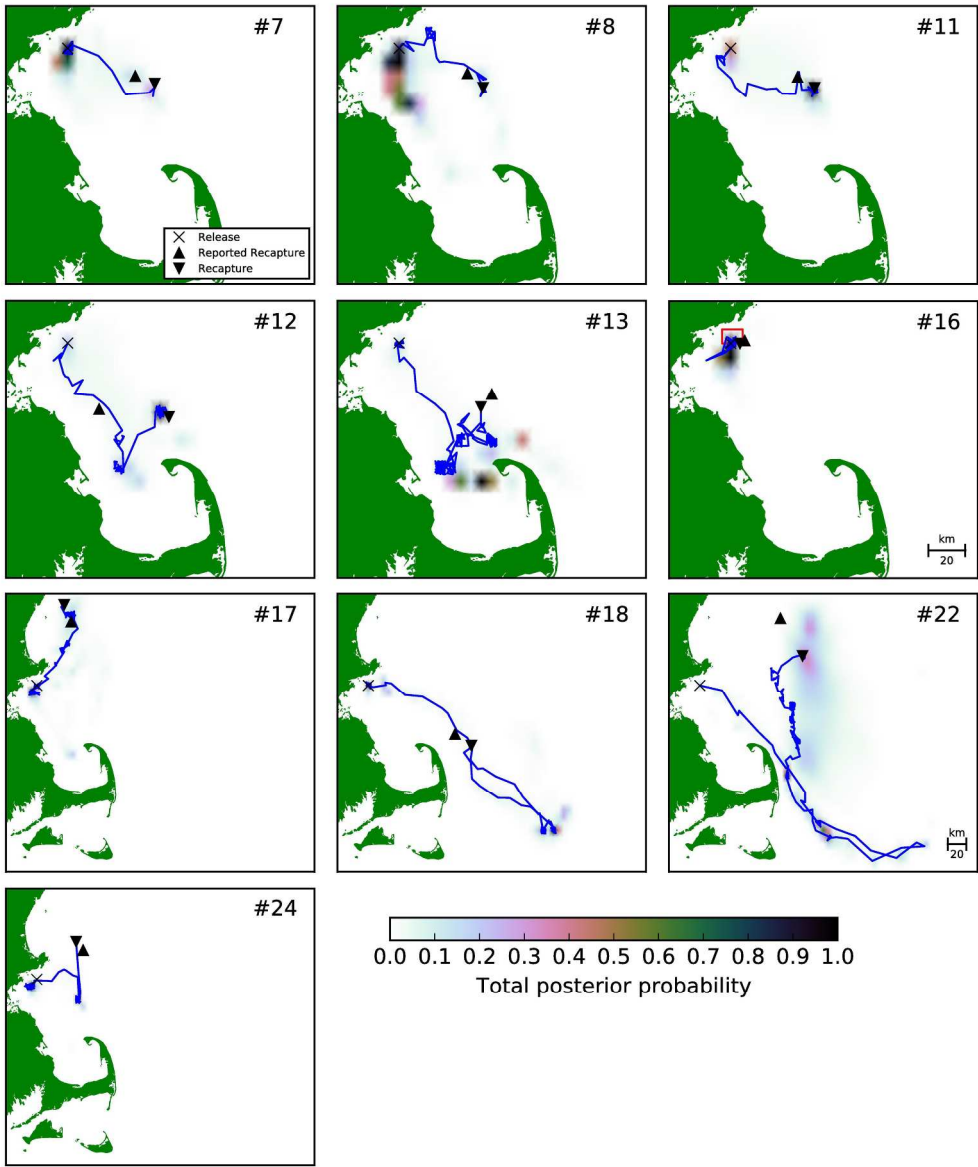 #7
#8
#11
Release
Reported Recapture
Recapture
#12
#13
#16
km
20
#17
#18
#22
km
20
#24
0.0 0.1 0.2 0.3 0.4 0.5 0.6 0.7 0.8 0.9 1.0
Total posterior probability